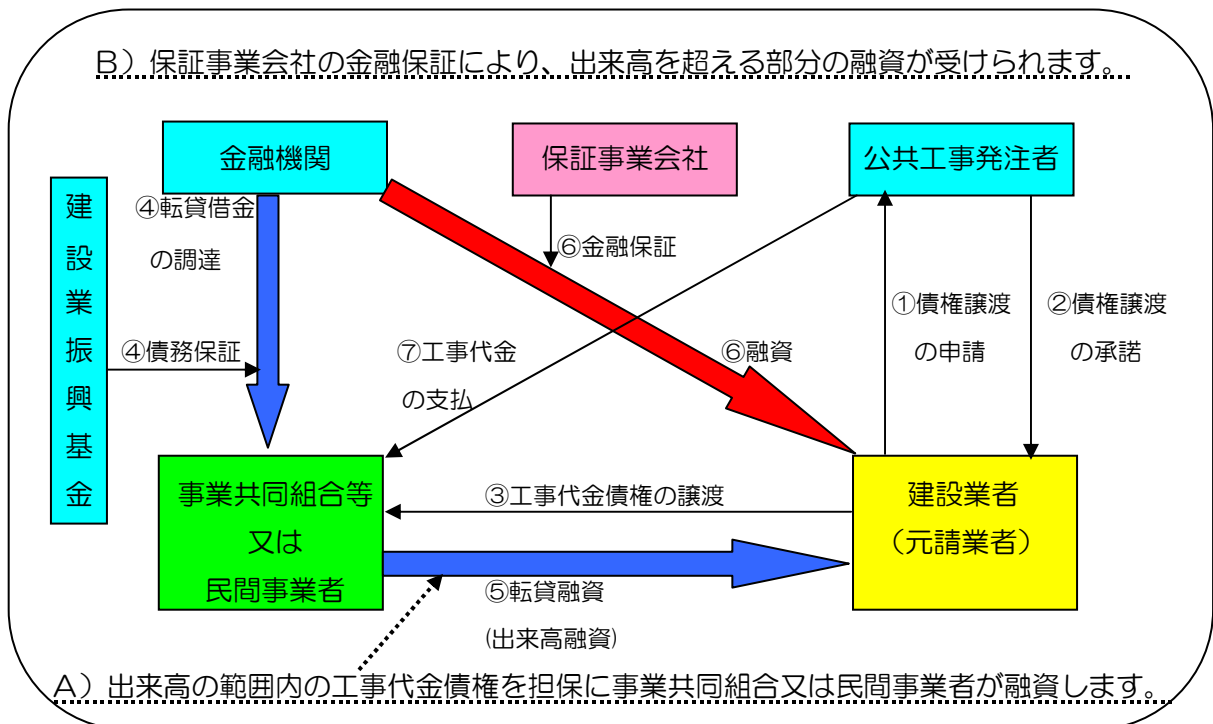 B）保証事業会社の金融保証により、出来高を超える部分の融資が受けられます。
金融機関
保証事業会社
公共工事発注者
建設業振興基金
④転貸借金
の調達
⑥金融保証
①債権譲渡
の申請
②債権譲渡
の承諾
④債務保証
⑦工事代金
の支払
⑥融資
事業共同組合等
又は
民間事業者
③工事代金債権の譲渡
建設業者
（元請業者）
⑤転貸融資
(出来高融資)
A）出来高の範囲内の工事代金債権を担保に事業共同組合又は民間事業者が融資します。